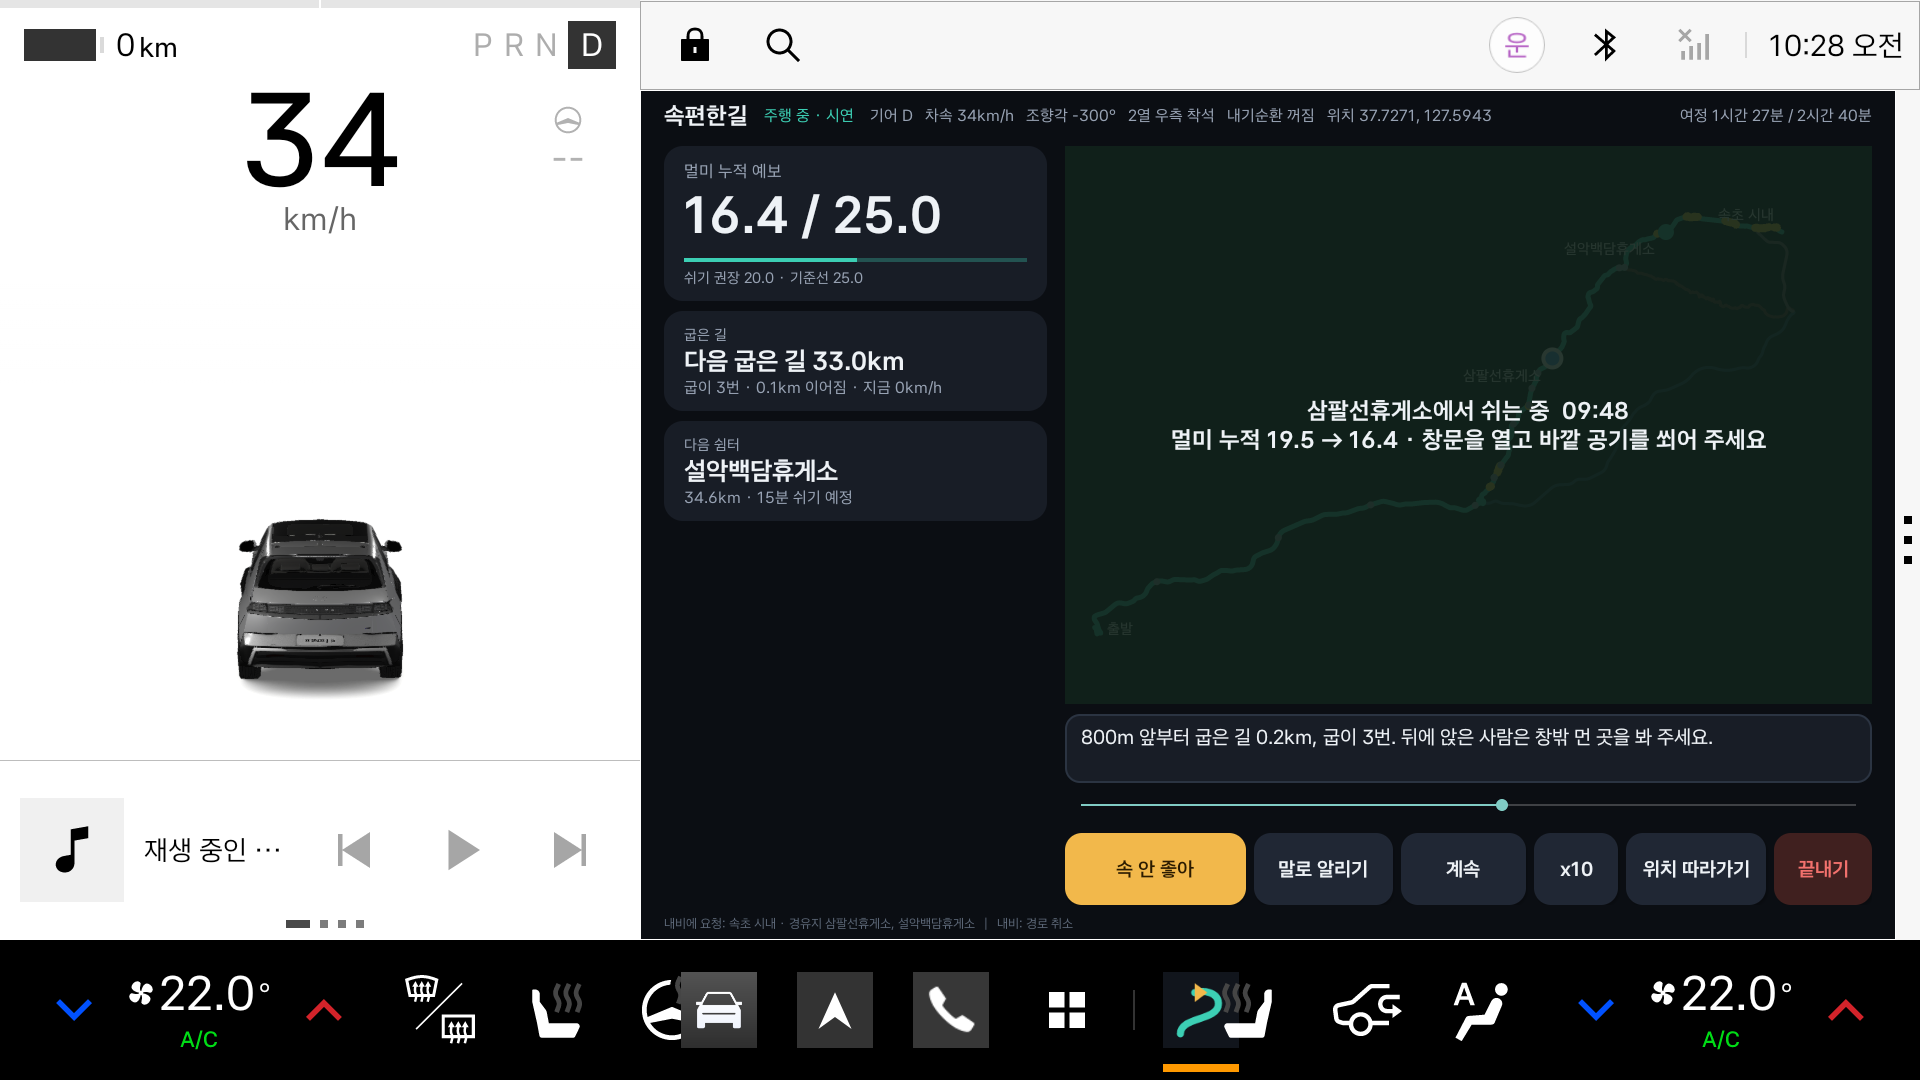 0 km
P R N D
34
km/h
--
재생 중인 ⋯
운
10:28 오전
속편한길 주행 중 · 시연 기어 D 차속 34km/h 조향각 -300° 2열 우측 착석 내기순환 꺼짐 위치 37.7271, 127.5943 여정 1시간 27분 / 2시간 40분
멀미 누적 예보
16.4 / 25.0
쉬기 권장 20.0 · 기준선 25.0
굽은 길
다음 굽은 길 33.0km
굽이 3번 · 0.1km 이어짐 · 지금 0km/h
다음 쉼터
설악백담휴게소
34.6km · 15분 쉬기 예정
속초 시내
설악백담휴게소
삼팔선휴게소
삼팔선휴게소에서 쉬는 중 09:48
멀미 누적 19.5 → 16.4 · 창문을 열고 바깥 공기를 쐬어 주세요
출발
800m 앞부터 굽은 길 0.2km, 굽이 3번. 뒤에 앉은 사람은 창밖 먼 곳을 봐 주세요.
속 안 좋아 말로 알리기 계속 x10 위치 따라가기 끝내기
내비에 요청: 속초 시내 · 경유지 삼팔선휴게소, 설악백담휴게소 | 내비: 경로 취소
22.0°
A/C
A
22.0°
A/C